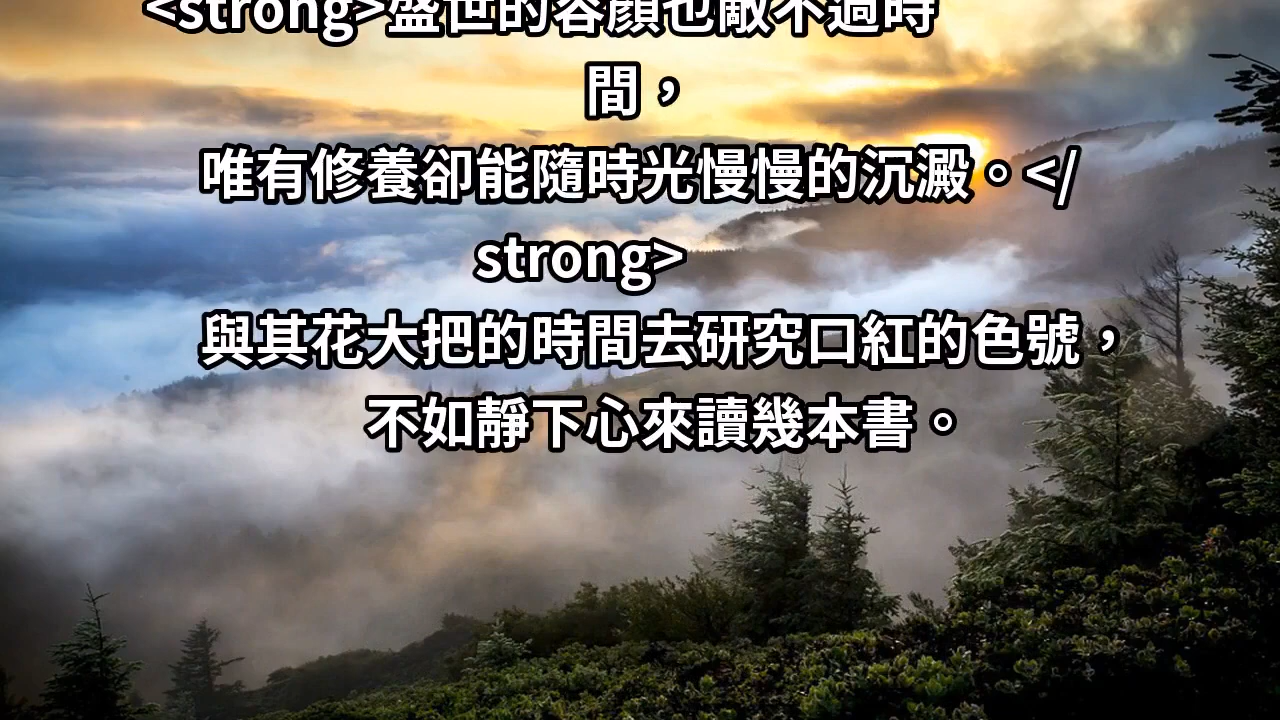 <strong>盛世的容顏也敵不過時
間，
唯有修養卻能隨時光慢慢的沉澱。</
strong>
與其花大把的時間去研究口紅的色號，
不如靜下心來讀幾本書。